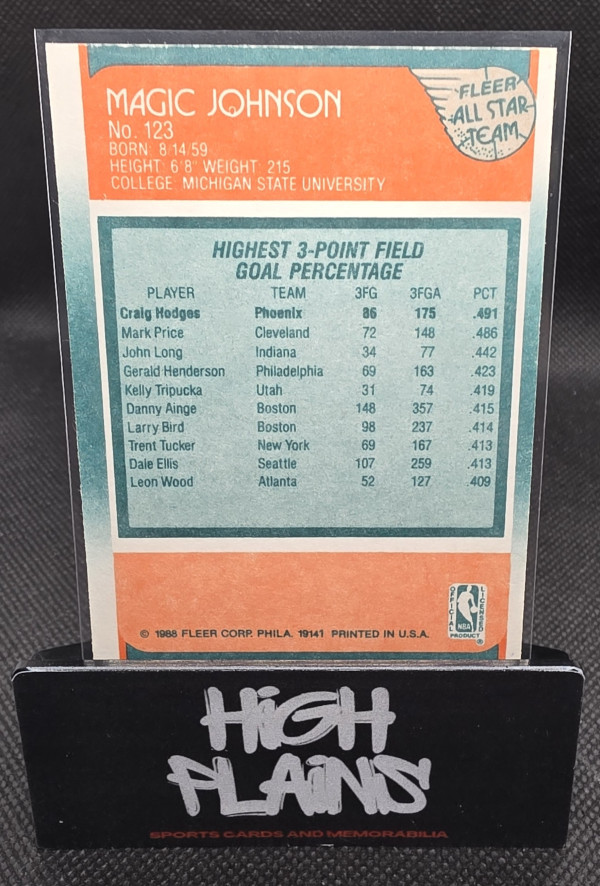 MAGIC JOHNSON
No. 123
BORN: 8-14-59
HEIGHT: 6'8" WEIGHT: 215
COLLEGE: MICHIGAN STATE UNIVERSITY
FLEER
ALL STAR
TEAM
HIGHEST 3-POINT FIELD
GOAL PERCENTAGE
PLAYER TEAM 3FG 3FGA PCT
Craig Hodges Phoenix 86 175 .491
Mark Price Cleveland 72 148 .486
John Long Indiana 34 77 .442
Gerald Henderson Philadelphia 69 163 .423
Kelly Tripucka Utah 31 74 .419
Danny Ainge Boston 148 357 .415
Larry Bird Boston 98 237 .414
Trent Tucker New York 69 167 .413
Dale Ellis Seattle 107 259 .413
Leon Wood Atlanta 52 127 .409
© 1988 FLEER CORP. PHILA. 19141 PRINTED IN U.S.A.
OFFICIAL
LICENSED
NBA
PRODUCT ®
HiGH
PLAiNS
SPORTS CARDS AND MEMORABILIA